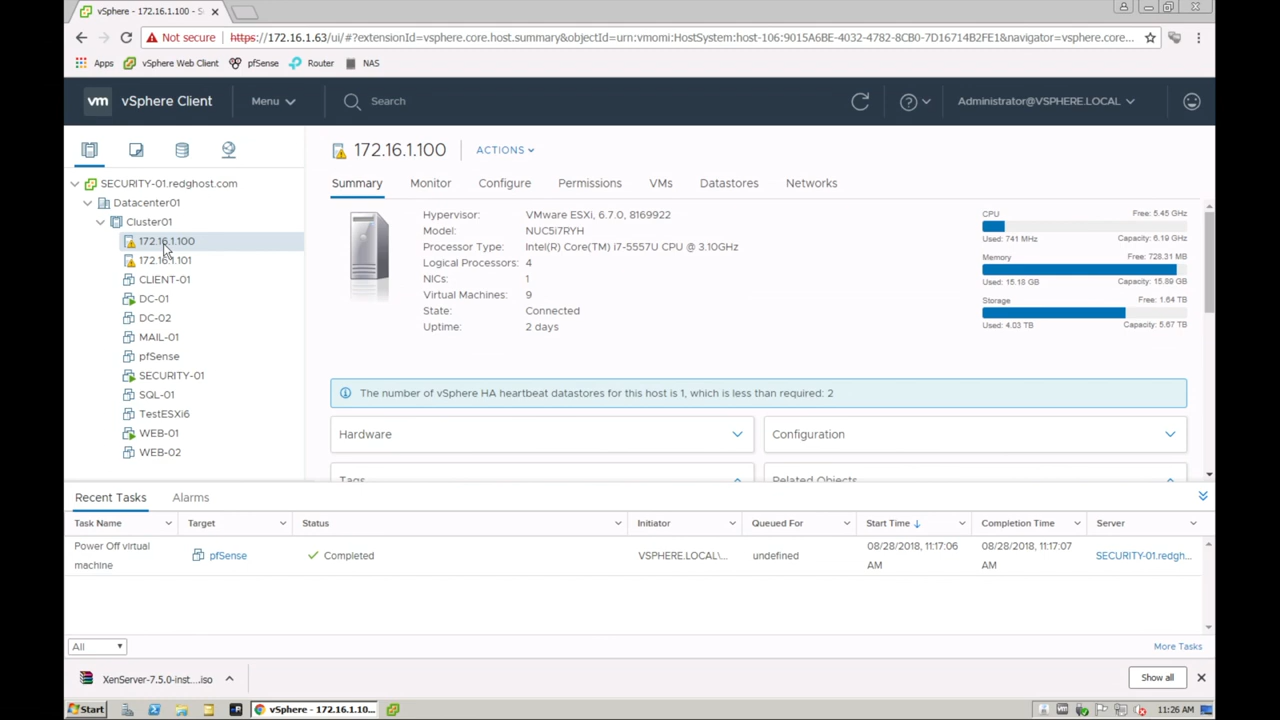 vSphere - 172.16.1.100 - S
Not secure https://172.16.1.63/ui/#?extensionId=vsphere.core.host.summary&objectId=urn:vmomi:HostSystem:host-106:9015A6BE-4032-4782-8CB0-7D16714B2FE1&navigator=vsphere.core...
Apps vSphere Web Client pfSense Router NAS
vm vSphere Client Menu Search Administrator@VSPHERE.LOCAL
SECURITY-01.redghost.com
Datacenter01
Cluster01
172.16.1.100
172.16.1.101
CLIENT-01
DC-01
DC-02
MAIL-01
pfSense
SECURITY-01
SQL-01
TestESXi6
WEB-01
WEB-02
172.16.1.100 ACTIONS
Summary Monitor Configure Permissions VMs Datastores Networks
Hypervisor: VMware ESXi, 6.7.0, 8169922
Model: NUC5i7RYH
Processor Type: Intel(R) Core(TM) i7-5557U CPU @ 3.10GHz
Logical Processors: 4
NICs: 1
Virtual Machines: 9
State: Connected
Uptime: 2 days
CPU Free: 5.45 GHz
Used: 741 MHz Capacity: 6.19 GHz
Memory Free: 728.31 MB
Used: 15.18 GB Capacity: 15.89 GB
Storage Free: 1.64 TB
Used: 4.03 TB Capacity: 5.67 TB
The number of vSphere HA heartbeat datastores for this host is 1, which is less than required: 2
Hardware Configuration
Tags Related Objects
Recent Tasks Alarms
Task Name Target Status Initiator Queued For Start Time Completion Time Server
Power Off virtual machine pfSense Completed VSPHERE.LOCAL\... undefined 08/28/2018, 11:17:06 AM 08/28/2018, 11:17:07 AM SECURITY-01.redgh...
All More Tasks
XenServer-7.5.0-inst....iso Show all
Start vSphere - 172.16.1.10... 11:26 AM